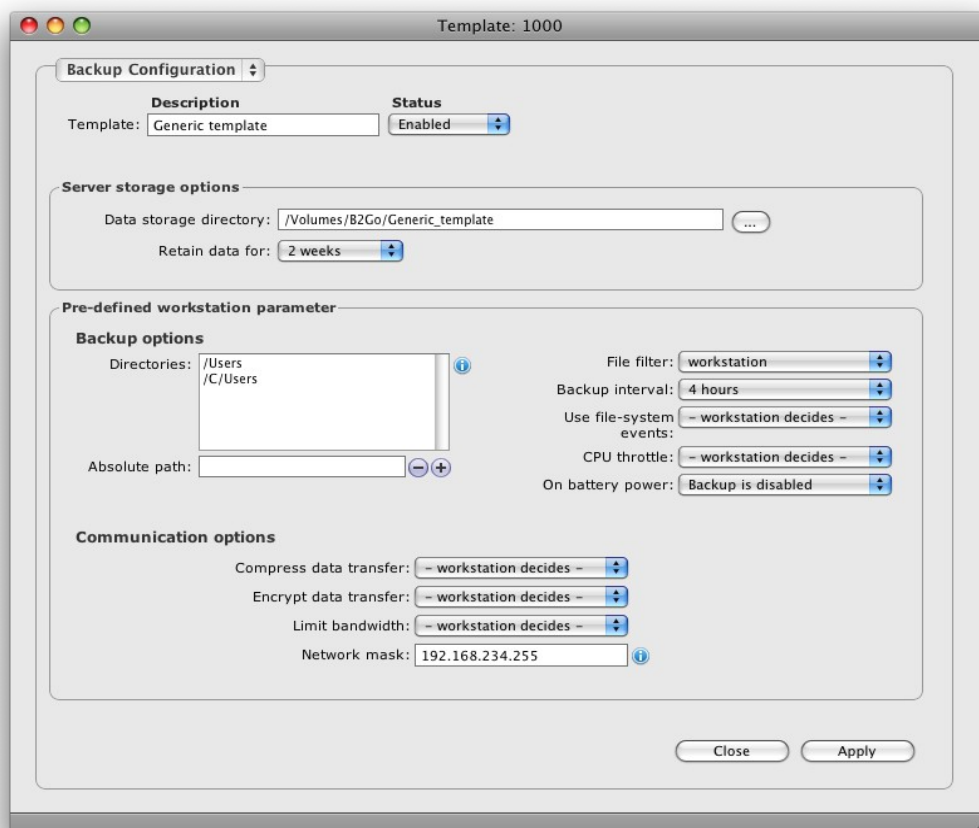 Template: 1000
Backup Configuration
Description Status
Template: Generic template Enabled
Server storage options
Data storage directory: /Volumes/B2Go/Generic_template ...
Retain data for: 2 weeks
Pre-defined workstation parameter
Backup options
Directories: /Users
/C/Users
Absolute path:
File filter: workstation
Backup interval: 4 hours
Use file-system events: - workstation decides -
CPU throttle: - workstation decides -
On battery power: Backup is disabled
Communication options
Compress data transfer: - workstation decides -
Encrypt data transfer: - workstation decides -
Limit bandwidth: - workstation decides -
Network mask: 192.168.234.255
Close Apply